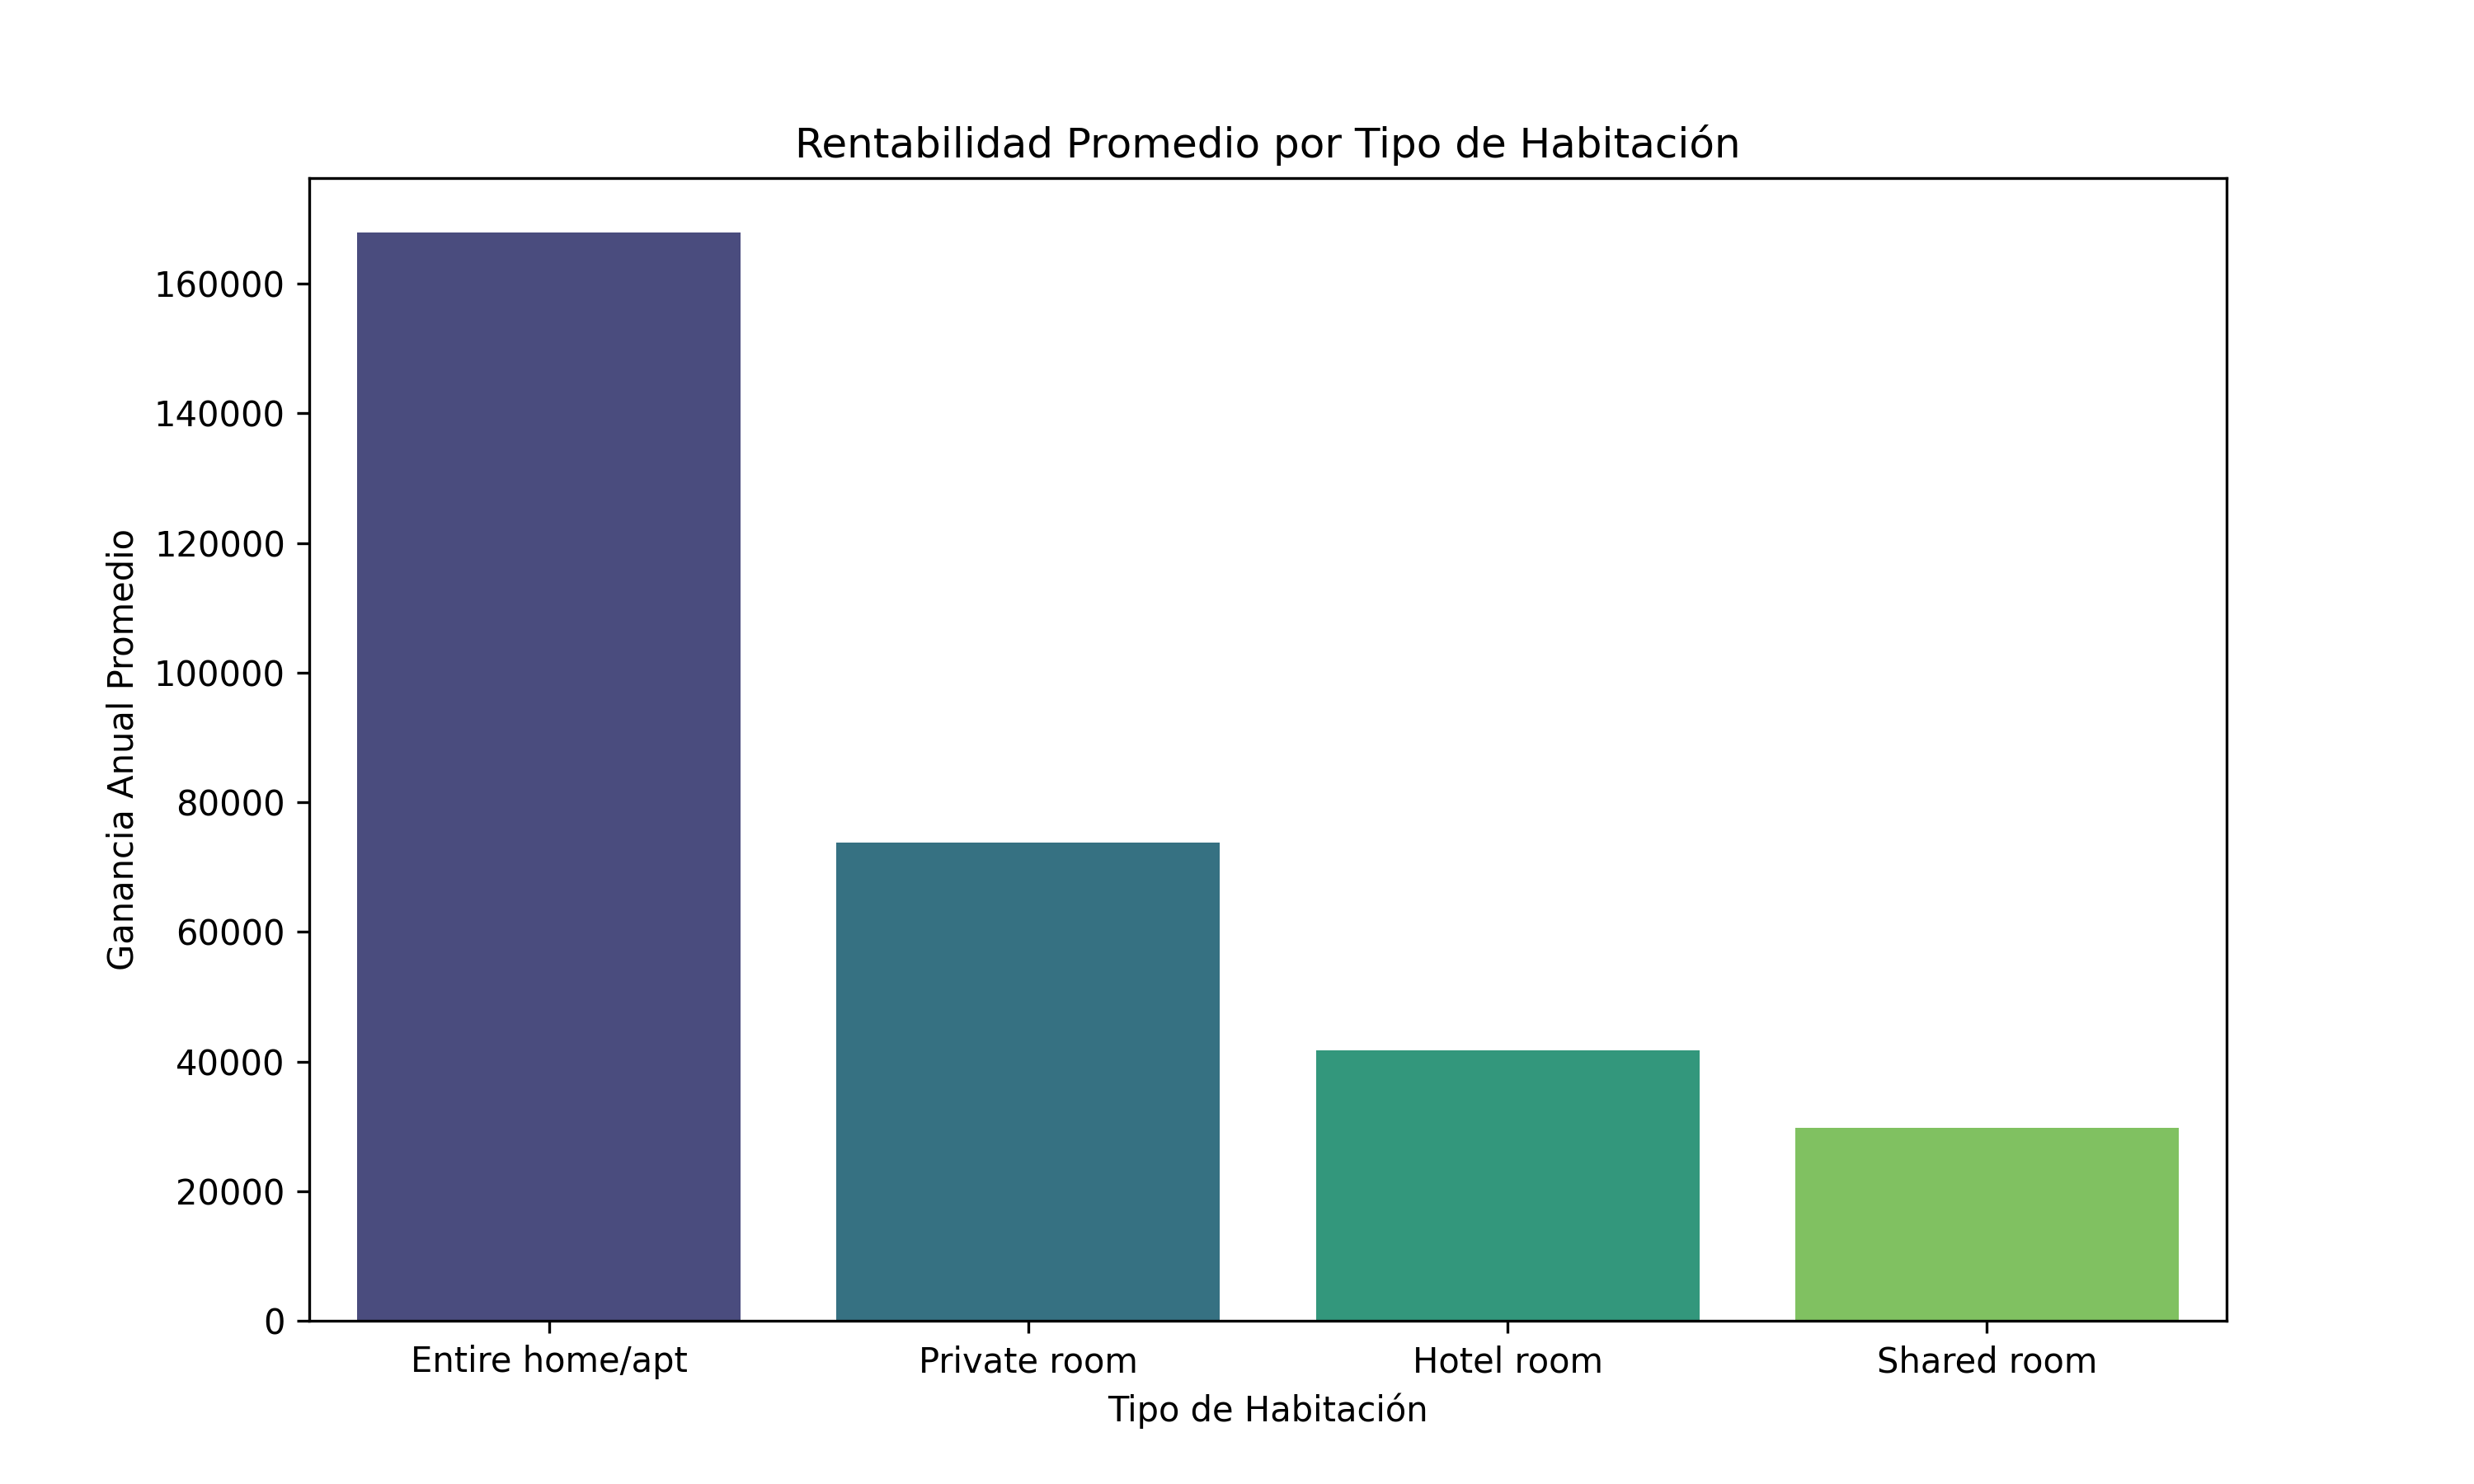 Rentabilidad Promedio por Tipo de Habitación
Ganancia Anual Promedio
160000
140000
120000
100000
80000
60000
40000
20000
0
Entire home/apt Private room Hotel room Shared room
Tipo de Habitación